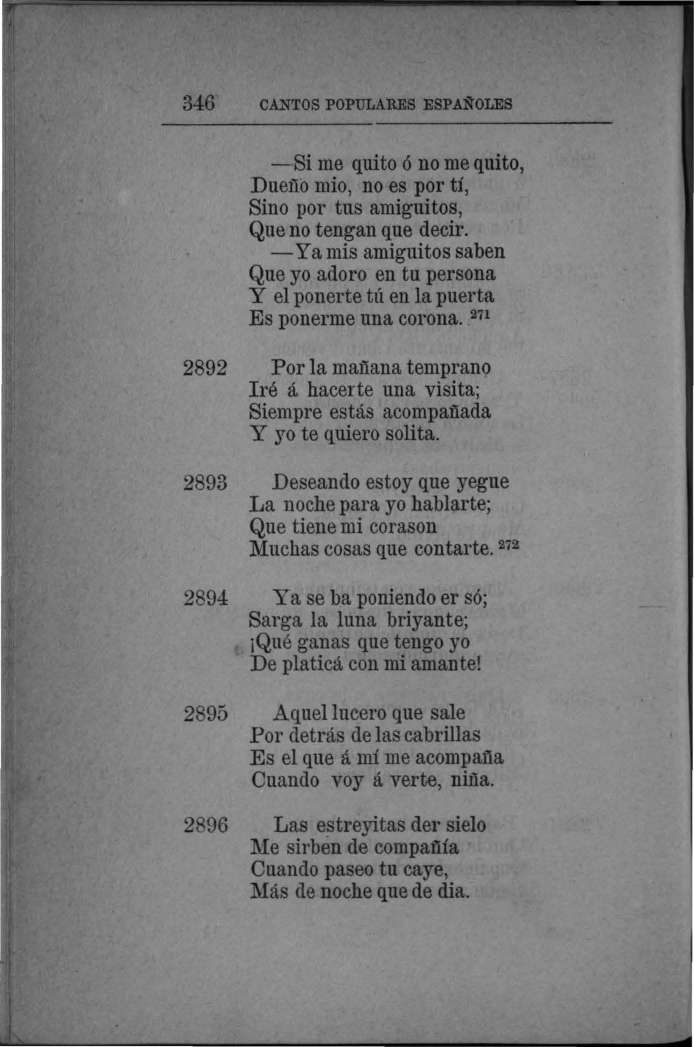 346 CANTOS POPULARES ESPAÑOLES
—Si me quito ó no me quito,
Dueño mio, no es por tí,
Sino por tus amiguitos,
Que no tengan que decir.
—Ya mis amiguitos saben
Que yo adoro en tu persona
Y el ponerte tú en la puerta
Es ponerme una corona. 271
2892 Por la mañana temprano
Iré á hacerte una visita;
Siempre estás acompañada
Y yo te quiero solita.
2893 Deseando estoy que yegue
La noche para yo hablarte;
Que tiene mi corason
Muchas cosas que contarte. 272
2894 Ya se ba poniendo er só;
Sarga la luna briyante;
¡Qué ganas que tengo yo
De platicá con mi amante!
2895 Aquel lucero que sale
Por detrás de las cabrillas
Es el que á mí me acompaña
Cuando voy á verte, niña.
2896 Las estreyitas der sielo
Me sirben de compañía
Cuando paseo tu caye,
Más de noche que de dia.